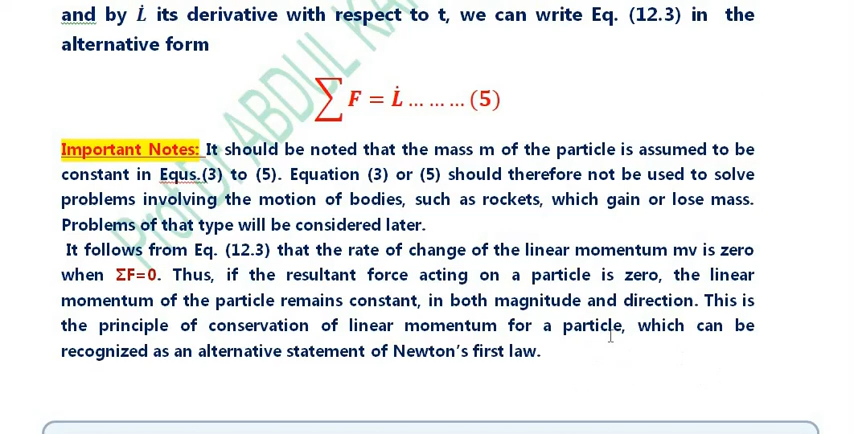 and by L̇ its derivative with respect to t, we can write Eq. (12.3) in the
alternative form
∑ F = L̇ ... ... ... (5)
Important Notes: It should be noted that the mass m of the particle is assumed to be
constant in Equs.(3) to (5). Equation (3) or (5) should therefore not be used to solve
problems involving the motion of bodies, such as rockets, which gain or lose mass.
Problems of that type will be considered later.
It follows from Eq. (12.3) that the rate of change of the linear momentum mv is zero
when ΣF=0. Thus, if the resultant force acting on a particle is zero, the linear
momentum of the particle remains constant, in both magnitude and direction. This is
the principle of conservation of linear momentum for a particle, which can be
recognized as an alternative statement of Newton's first law.
Prof Dr ABDUL